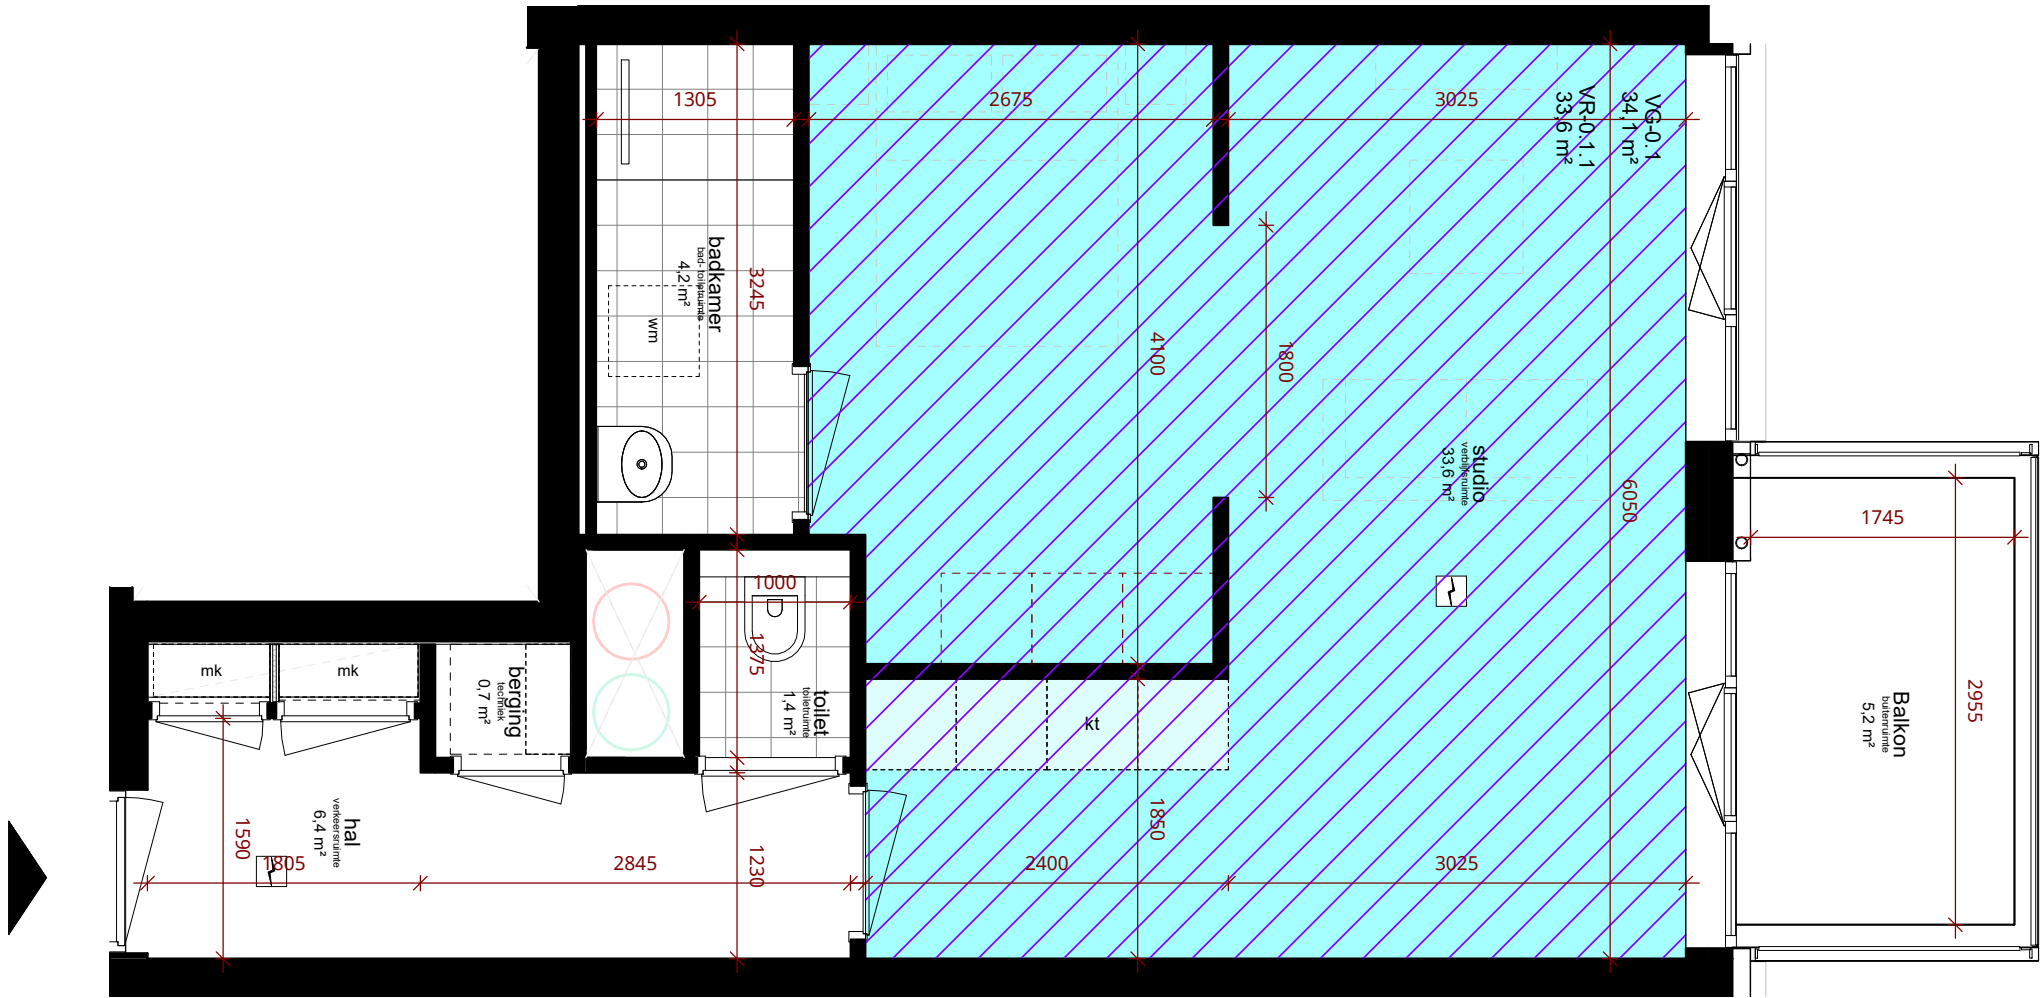 1305
2675
3025
VG-0.1
34,1 m²
VR-0.1.1
33,6 m²
badkamer
bad- toiletruimte
4,2 m²
3245
wm
4100
1800
studio
verblijfsruimte
33,6 m²
6050
1745
1000
1375
mk
mk
berging
techniek
0,7 m²
toilet
toiletruimte
1,4 m²
kt
Balkon
buitenruimte
5,2 m²
2955
hal
verkeersruimte
6,4 m²
1590
1805
2845
1230
1850
2400
3025